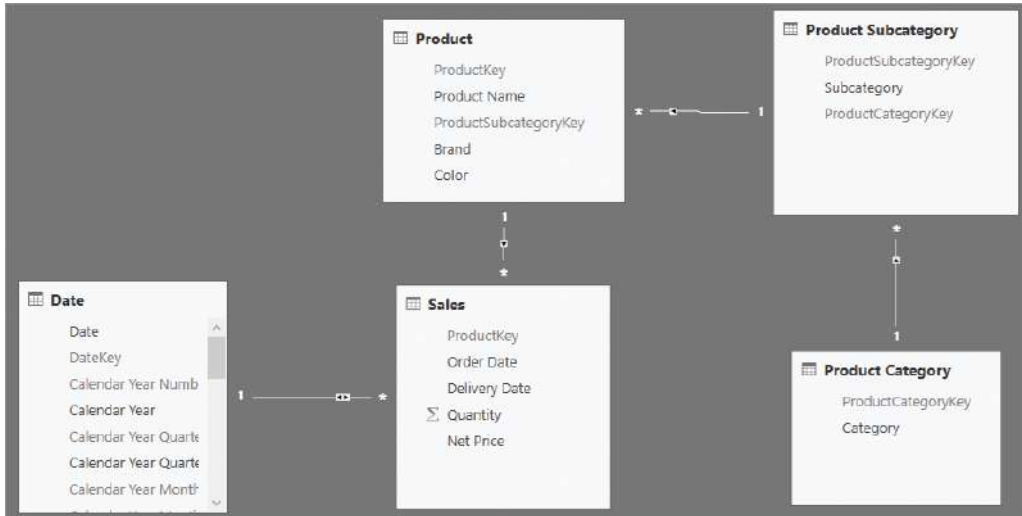 Product
ProductKey
Product Name
ProductSubcategoryKey
Brand
Color
Product Subcategory
ProductSubcategoryKey
Subcategory
ProductCategoryKey
* 1
1
*
*
1
Date
Date
DateKey
Calendar Year Numb
Calendar Year
Calendar Year Quarte
Calendar Year Quarte
Calendar Year Month
1 *
Sales
ProductKey
Order Date
Delivery Date
Σ Quantity
Net Price
Product Category
ProductCategoryKey
Category